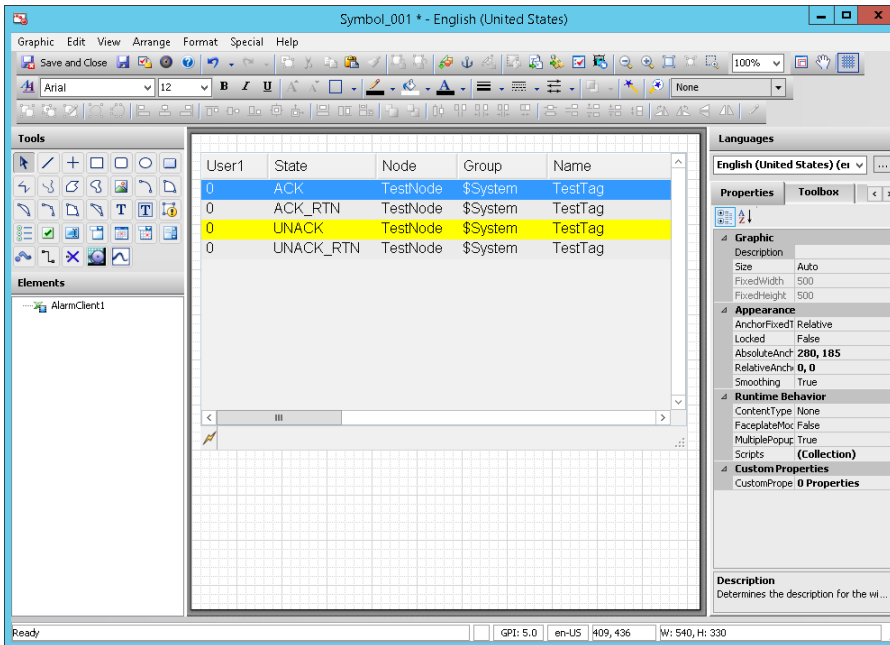 Symbol_001 * - English (United States)
Graphic Edit View Arrange Format Special Help
Save and Close 100%
Arial 12 B I U A None
Tools
T T
Elements
AlarmClient1
User1 State Node Group Name
0 ACK TestNode $System TestTag
0 ACK_RTN TestNode $System TestTag
0 UNACK TestNode $System TestTag
0 UNACK_RTN TestNode $System TestTag
Languages
English (United States) (er ...
Properties Toolbox
Graphic
Description
Size Auto
FixedWidth 500
FixedHeight 500
Appearance
AnchorFixedT Relative
Locked False
AbsoluteAnch 280, 185
RelativeAnch 0, 0
Smoothing True
Runtime Behavior
ContentType None
FaceplateMoc False
MultiplePopup True
Scripts (Collection)
Custom Properties
CustomPrope 0 Properties
Description
Determines the description for the wi...
Ready GPI: 5.0 en-US 409, 436 W: 540, H: 330